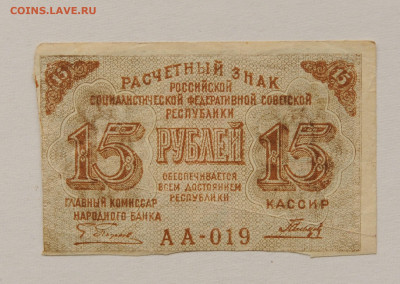 COINS.LAVE.RU
15 15
РАСЧЕТНЫЙ ЗНАК
РОССИЙСКОЙ
СОЦИАЛИСТИЧЕСКОЙ ФЕДЕРАТИВНОЙ СОВЕТСКОЙ
РЕСПУБЛИКИ
15 РУБЛЕЙ 15
ОБЕСПЕЧИВАЕТСЯ
ВСЕМ ДОСТОЯНИЕМ
РЕСПУБЛИКИ
ГЛАВНЫЙ КОМИССАР
НАРОДНОГО БАНКА
КАССИР
АА-019